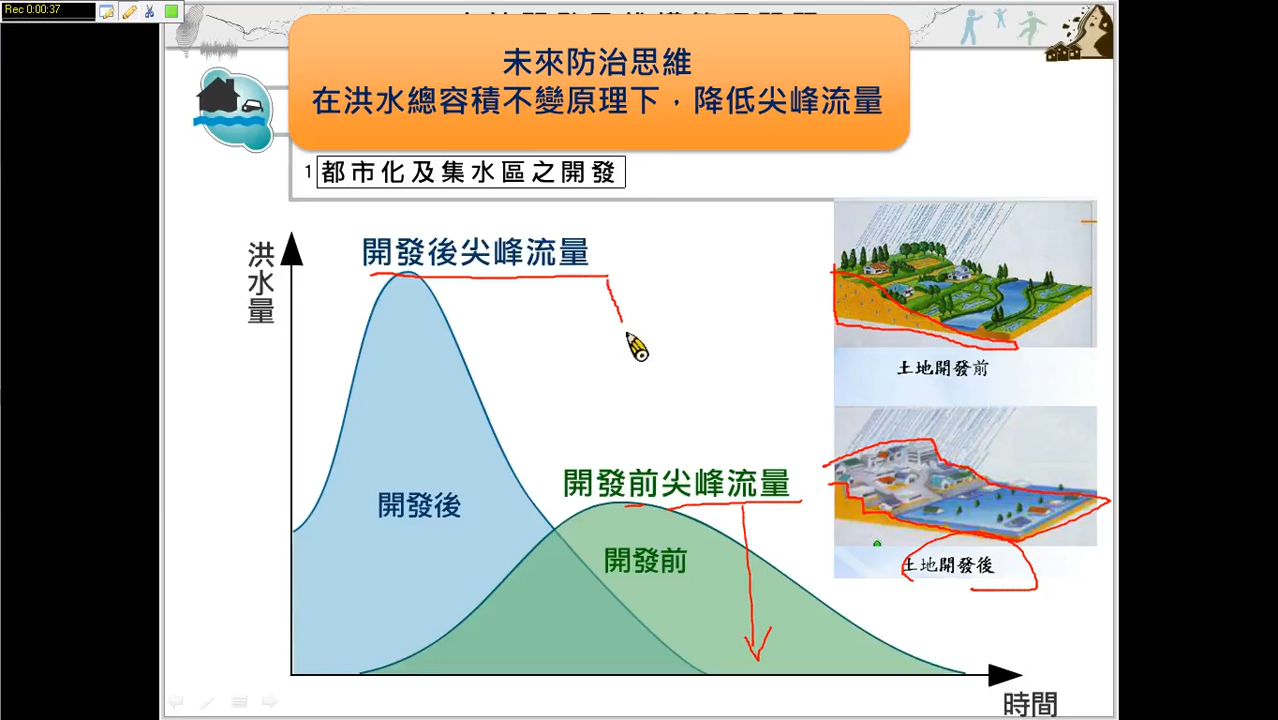 Rec 0:00:37
未來防治思維
在洪水總容積不變原理下，降低尖峰流量
1 都市化及集水區之開發
洪水量
開發後尖峰流量
土地開發前
開發前尖峰流量
開發後
開發前
土地開發後
時間